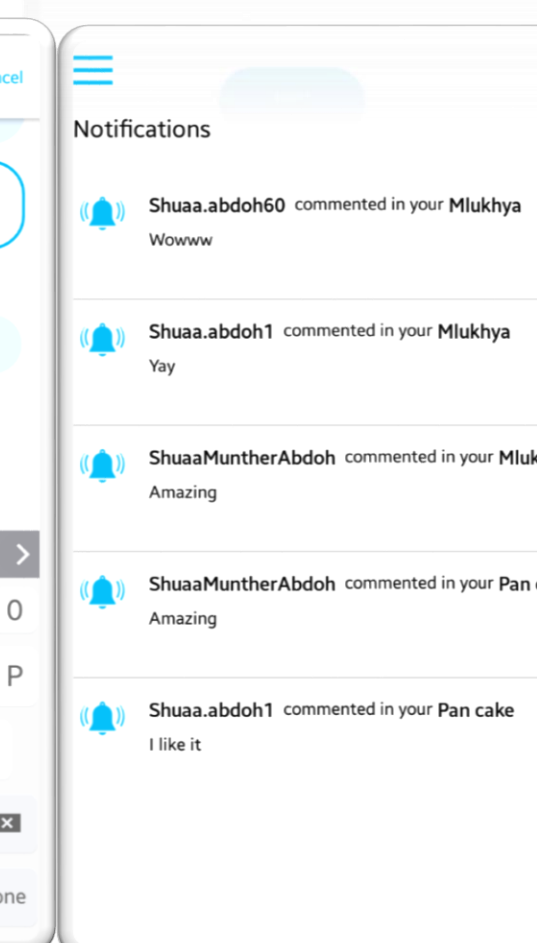 Notifications
Shuaa.abdoh60 commented in your Mlukhya
Wowww
Shuaa.abdoh1 commented in your Mlukhya
Yay
ShuaaMuntherAbdoh commented in your
Amazing
ShuaaMuntherAbdoh commented in your Pan
Amazing
Shuaa.abdoh1 commented in your Pan cake
I like it
0
P